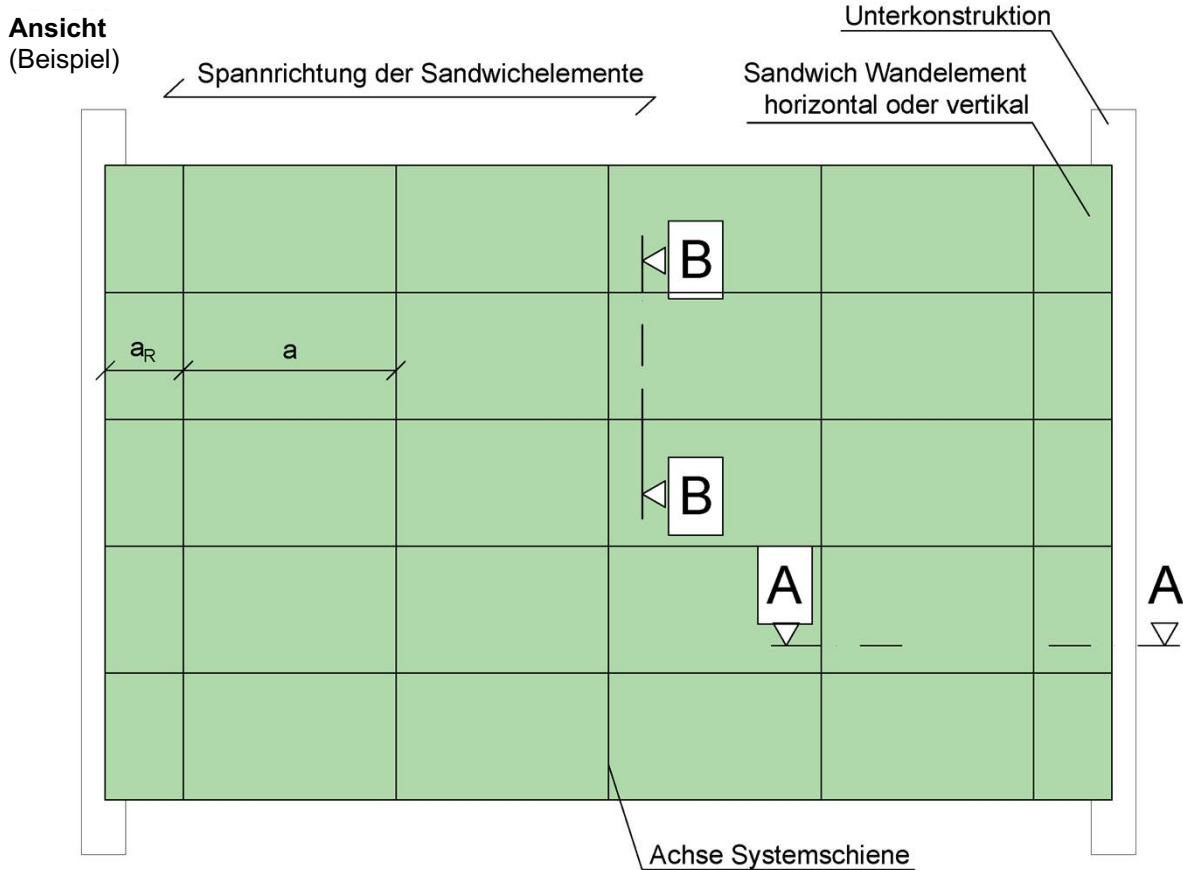 Ansicht
(Beispiel)
Unterkonstruktion
Spannrichtung der Sandwichelemente
Sandwich Wandelement
horizontal oder vertikal
B
aR
a
B
A
A
Achse Systemschiene